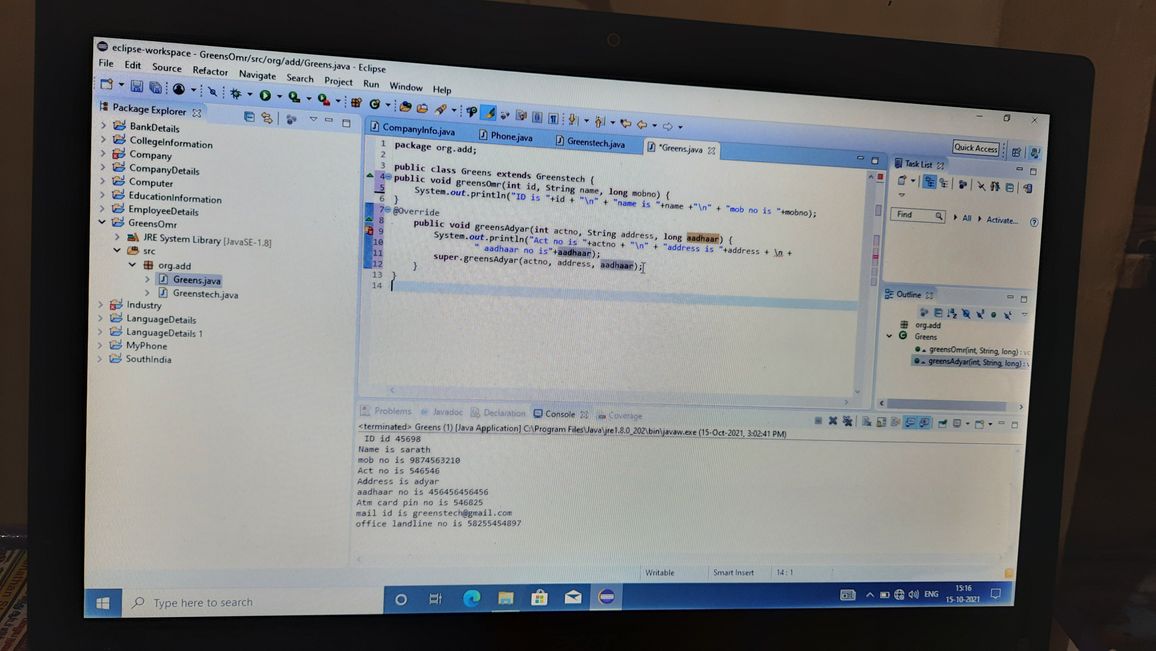 eclipse-workspace - GreensOmr/src/org/add/Greens.java - Eclipse
File Edit Source Refactor Navigate Search Project Run Window Help
Quick Access
Package Explorer
BankDetails
CollegeInformation
Company
CompanyDetails
Computer
EducationInformation
EmployeeDetails
GreensOmr
JRE System Library [JavaSE-1.8]
src
org.add
Greens.java
Greenstech.java
Industry
LanguageDetails
LanguageDetails 1
MyPhone
SouthIndia
CompanyInfo.java Phone.java Greenstech.java *Greens.java
1 package org.add;
2
3 public class Greens extends Greenstech {
4 public void greensOmr(int id, String name, long mobno) {
5 System.out.println("ID is "+id + "\n" + "name is "+name +"\n" + "mob no is "+mobno);
6 }
7 @Override
8 public void greensAdyar(int actno, String address, long aadhaar) {
9 System.out.println("Act no is "+actno + "\n" + "address is "+address + \n +
10 " aadhaar no is"+aadhaar);
11 super.greensAdyar(actno, address, aadhaar);
12 }
13 }
14
Task List
Find All Activate...
Outline
org.add
Greens
greensOmr(int, String, long) : vo
greensAdyar(int, String, long) : v
Problems Javadoc Declaration Console Coverage
<terminated> Greens (1) [Java Application] C:\Program Files\Java\jre1.8.0_202\bin\javaw.exe (15-Oct-2021, 3:02:41 PM)
ID id 45698
Name is sarath
mob no is 9874563210
Act no is 546546
Address is adyar
aadhaar no is 456456456456
Atm card pin no is 546825
mail id is greenstech@gmail.com
office landline no is 58255454897
Writable Smart Insert 14 : 1
Type here to search
ENG
15:16
15-10-2021